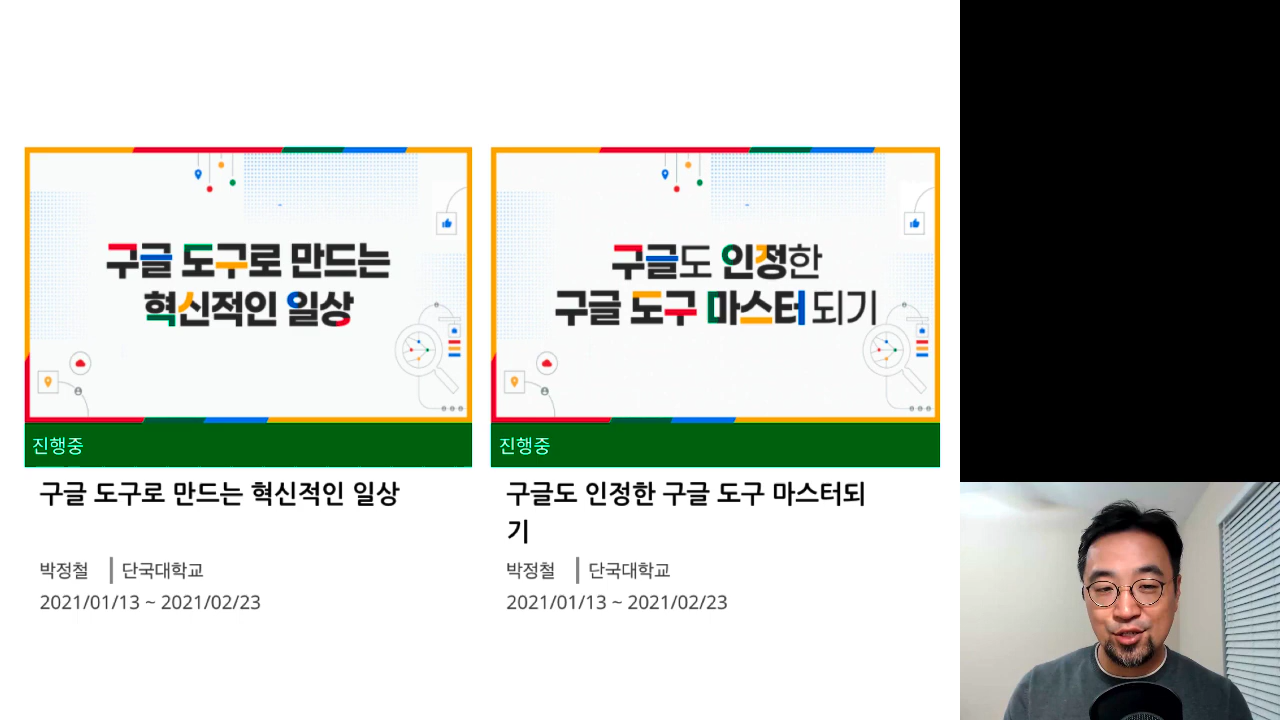 구글 도구로 만드는
혁신적인 일상
진행중
구글 도구로 만드는 혁신적인 일상
박정철 | 단국대학교
2021/01/13 ~ 2021/02/23
구글도 인정한
구글 도구 마스터 되기
진행중
구글도 인정한 구글 도구 마스터되
기
박정철 | 단국대학교
2021/01/13 ~ 2021/02/23